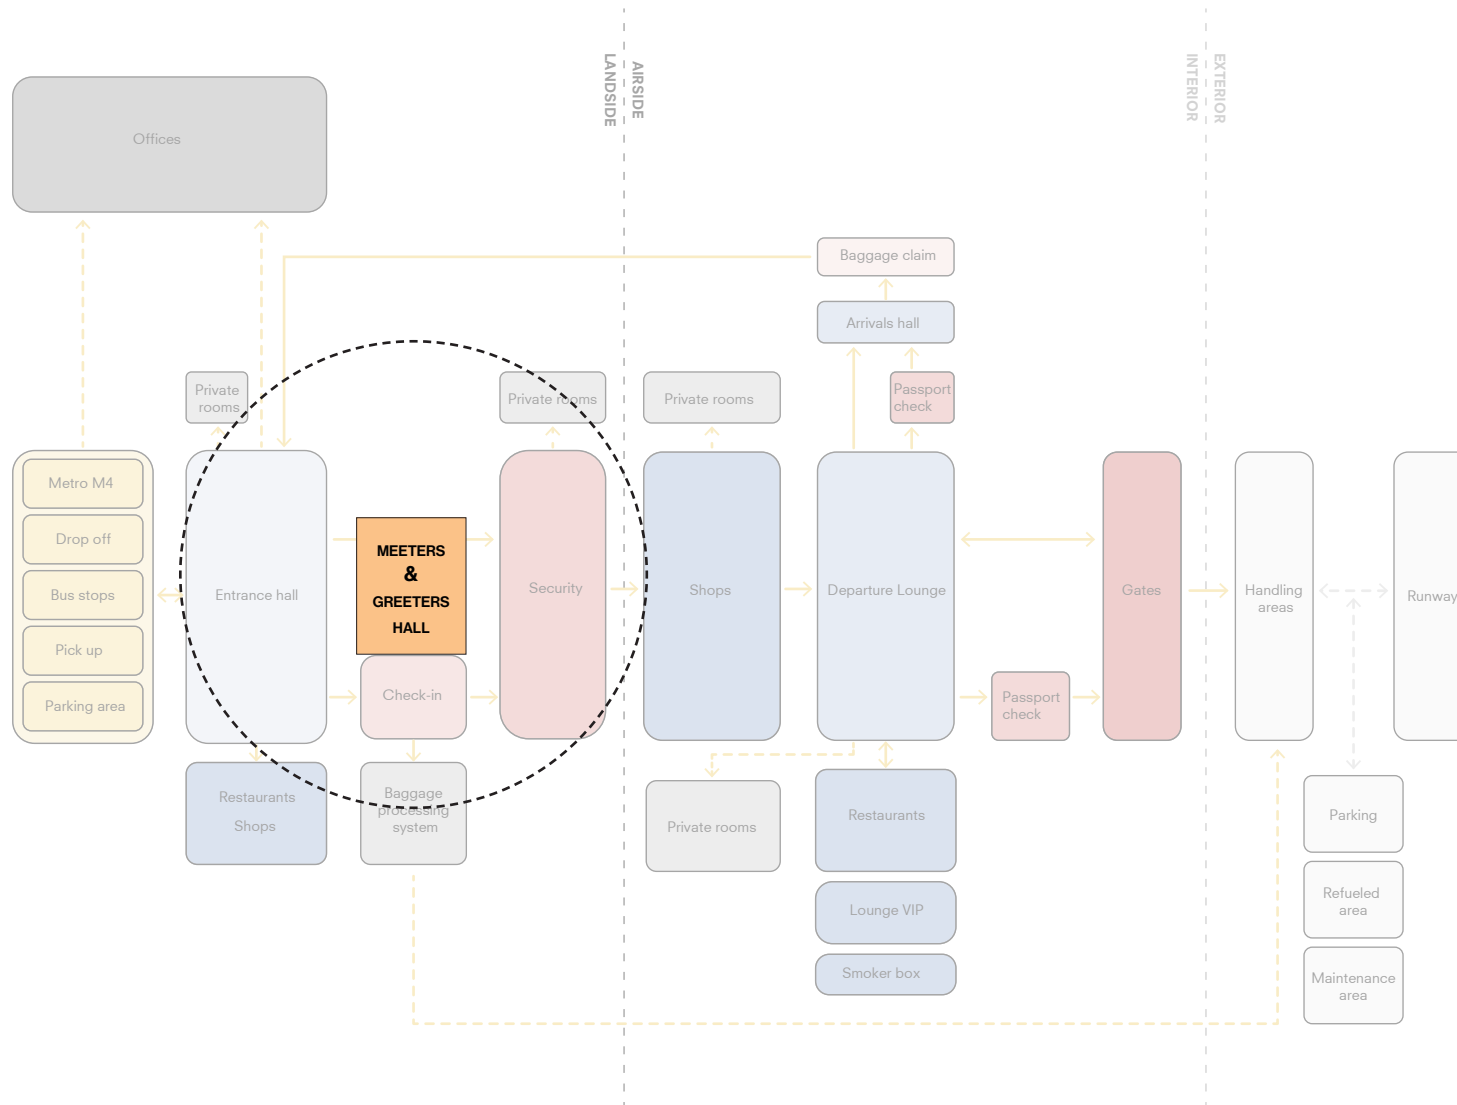 LANDSIDE
AIRSIDE
INTERIOR
EXTERIOR
Offices
Baggage claim
Arrivals hall
Private
rooms
Private rooms
Private rooms
Passport
check
Metro M4
Drop off
Bus stops
Pick up
Parking area
Entrance hall
MEETERS
&
GREETERS
HALL
Check-in
Security
Shops
Departure Lounge
Gates
Passport
check
Handling
areas
Runway
Restaurants
Shops
Baggage
processing
system
Private rooms
Restaurants
Lounge VIP
Smoker box
Parking
Refueled
area
Maintenance
area